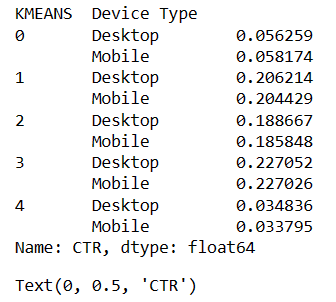 KMEANS  Device Type
0       Desktop        0.056259
        Mobile         0.058174
1       Desktop        0.206214
        Mobile         0.204429
2       Desktop        0.188667
        Mobile         0.185848
3       Desktop        0.227052
        Mobile         0.227026
4       Desktop        0.034836
        Mobile         0.033795
Name: CTR, dtype: float64
Text(0, 0.5, 'CTR')